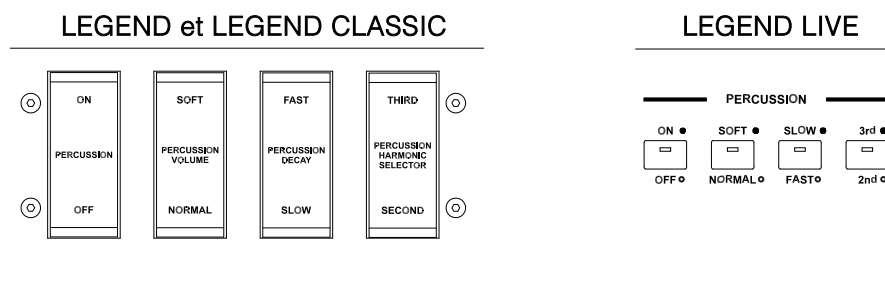 LEGEND et LEGEND CLASSIC
ON SOFT FAST THIRD
PERCUSSION PERCUSSION VOLUME PERCUSSION DECAY PERCUSSION HARMONIC SELECTOR
OFF NORMAL SLOW SECOND
LEGEND LIVE
PERCUSSION
ON SOFT SLOW 3rd
OFF NORMAL FAST 2nd